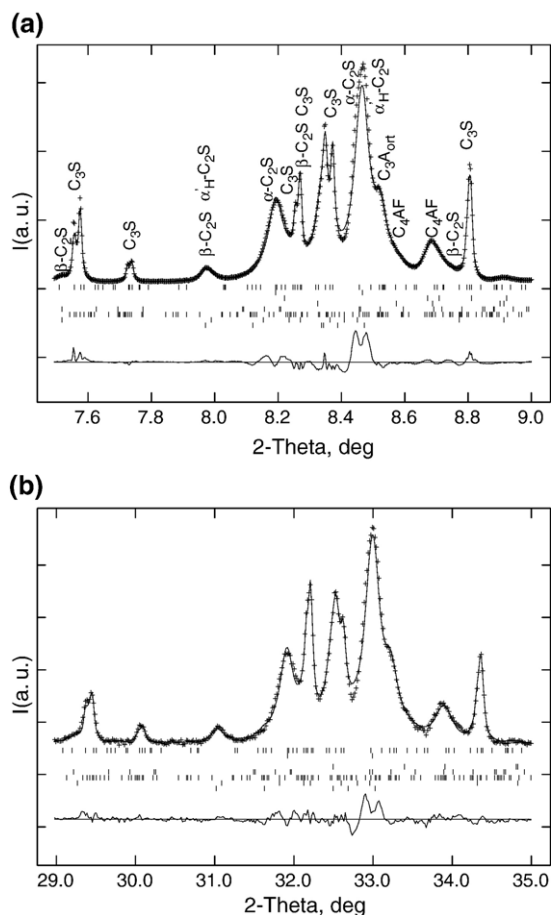 (a)
β-C₂S
C₃S
C₃S
β-C₂S α'H-C₂S
α-C₂S
C₃S
β-C₂S C₃S
C₃S
α-C₂S
α'H-C₂S
C₃Aort
C₄AF
C₄AF
β-C₂S
C₃S
I(a. u.)
7.6 7.8 8.0 8.2 8.4 8.6 8.8 9.0
2-Theta, deg
(b)
I(a. u.)
29.0 30.0 31.0 32.0 33.0 34.0 35.0
2-Theta, deg